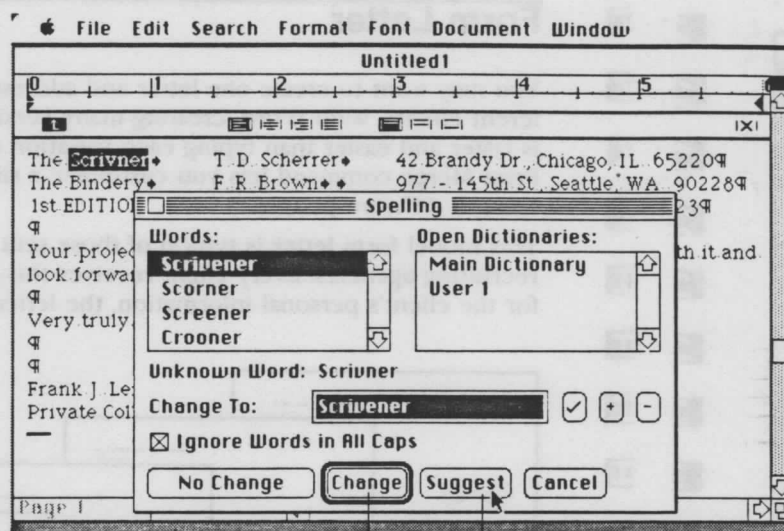 File Edit Search Format Font Document Window
Untitled1
0 1 2 3 4 5
The Scrivner T.D. Scherrer 42 Brandy Dr., Chicago, IL 65220¶
The Bindery F.R. Brown 977 - 145th St, Seattle, WA 90228¶
1st EDITIO 23¶
Spelling
¶
Your projec th it and
look forwar
¶
Very truly
¶
¶
Frank J. Le
Private Col
Words:
Scrivener
Scorner
Screener
Crooner
Open Dictionaries:
Main Dictionary
User 1
Unknown Word: Scrivner
Change To: Scrivener ✓ + -
☒ Ignore Words in All Caps
No Change Change Suggest Cancel
Page 1